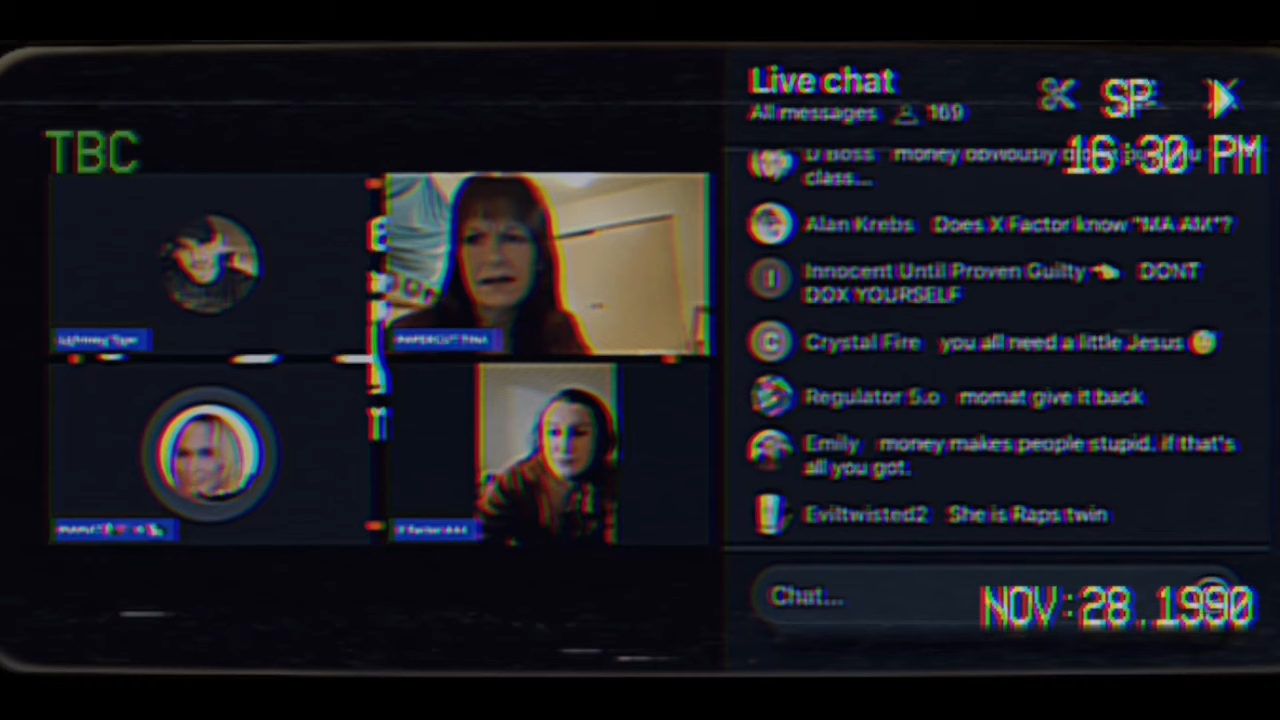 TBC
Live chat
SP
All messages 169
16:30 PM
D Boss money obviously
class...
Alan Krebs Does X Factor know "MA AM"?
Innocent Until Proven Guilty DONT
DOX YOURSELF
Crystal Fire you all need a little Jesus
Regulator 5.o momat give it back
Emily money makes people stupid. if that's
all you got.
Eviltwisted2 She is Raps twin
Chat...
NOV:28.1990